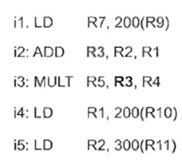 i1. LD R7, 200(R9)
i2: ADD R3, R2, R1
i3: MULT R5, R3, R4
i4: LD R1, 200(R10)
i5: LD R2, 300(R11)